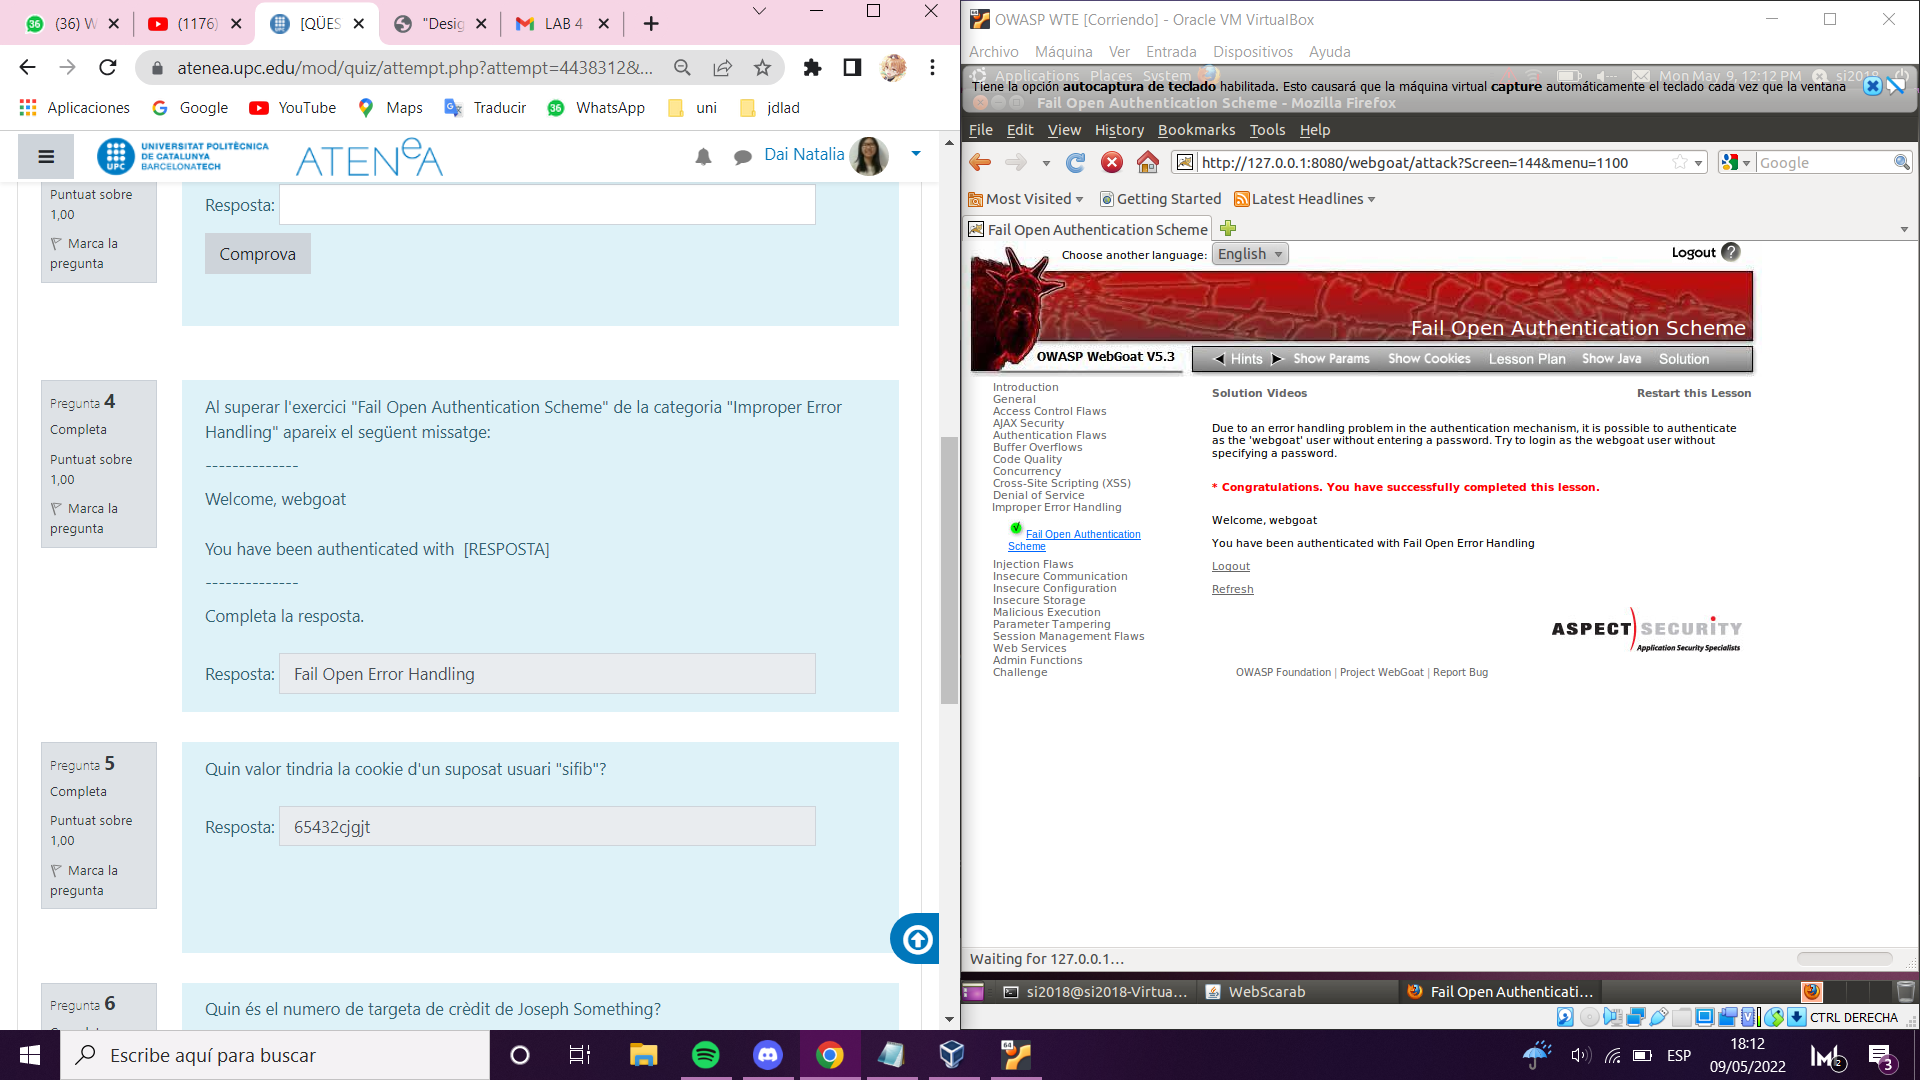 (36) W
(1176)
[QÜES
"Desig
LAB 4
atenea.upc.edu/mod/quiz/attempt.php?attempt=4438312&...
Aplicaciones
Google
YouTube
Maps
Traducir
36
WhatsApp
uni
jdlad
UPC
UNIVERSITAT POLITÈCNICA
DE CATALUNYA
BARCELONATECH
ATENEA
Dai Natalia
Puntuat sobre
1,00
Marca la
pregunta
Resposta:
Comprova
Pregunta 4
Completa
Puntuat sobre
1,00
Marca la
pregunta
Al superar l'exercici "Fail Open Authentication Scheme" de la categoria "Improper Error
Handling" apareix el següent missatge:
--------------
Welcome, webgoat
You have been authenticated with [RESPOSTA]
--------------
Completa la resposta.
Resposta: Fail Open Error Handling
Pregunta 5
Completa
Puntuat sobre
1,00
Marca la
pregunta
Quin valor tindria la cookie d'un suposat usuari "sifib"?
Resposta: 65432cjgjt
Pregunta 6
Quin és el numero de targeta de crèdit de Joseph Something?
OWASP WTE [Corriendo] - Oracle VM VirtualBox
Archivo Máquina Ver Entrada Dispositivos Ayuda
Applications Places System
Mon May 9, 12:12 PM
si2018
Tiene la opción autocaptura de teclado habilitada. Esto causará que la máquina virtual capture automáticamente el teclado cada vez que la ventana
Fail Open Authentication Scheme - Mozilla Firefox
File Edit View History Bookmarks Tools Help
http://127.0.0.1:8080/webgoat/attack?Screen=144&menu=1100
Google
Most Visited
Getting Started
Latest Headlines
Fail Open Authentication Scheme
Choose another language: English
Logout ?
Fail Open Authentication Scheme
OWASP WebGoat V5.3
Hints Show Params Show Cookies Lesson Plan Show Java Solution
Introduction
General
Access Control Flaws
AJAX Security
Authentication Flaws
Buffer Overflows
Code Quality
Concurrency
Cross-Site Scripting (XSS)
Denial of Service
Improper Error Handling
Fail Open Authentication
Scheme
Injection Flaws
Insecure Communication
Insecure Configuration
Insecure Storage
Malicious Execution
Parameter Tampering
Session Management Flaws
Web Services
Admin Functions
Challenge
Solution Videos
Restart this Lesson
Due to an error handling problem in the authentication mechanism, it is possible to authenticate
as the 'webgoat' user without entering a password. Try to login as the webgoat user without
specifying a password.
* Congratulations. You have successfully completed this lesson.
Welcome, webgoat
You have been authenticated with Fail Open Error Handling
Logout
Refresh
ASPECT SECURITY
Application Security Specialists
OWASP Foundation | Project WebGoat | Report Bug
Waiting for 127.0.0.1...
si2018@si2018-Virtua...
WebScarab
Fail Open Authenticati...
CTRL DERECHA
Escribe aquí para buscar
64
ESP
18:12
09/05/2022
2
3